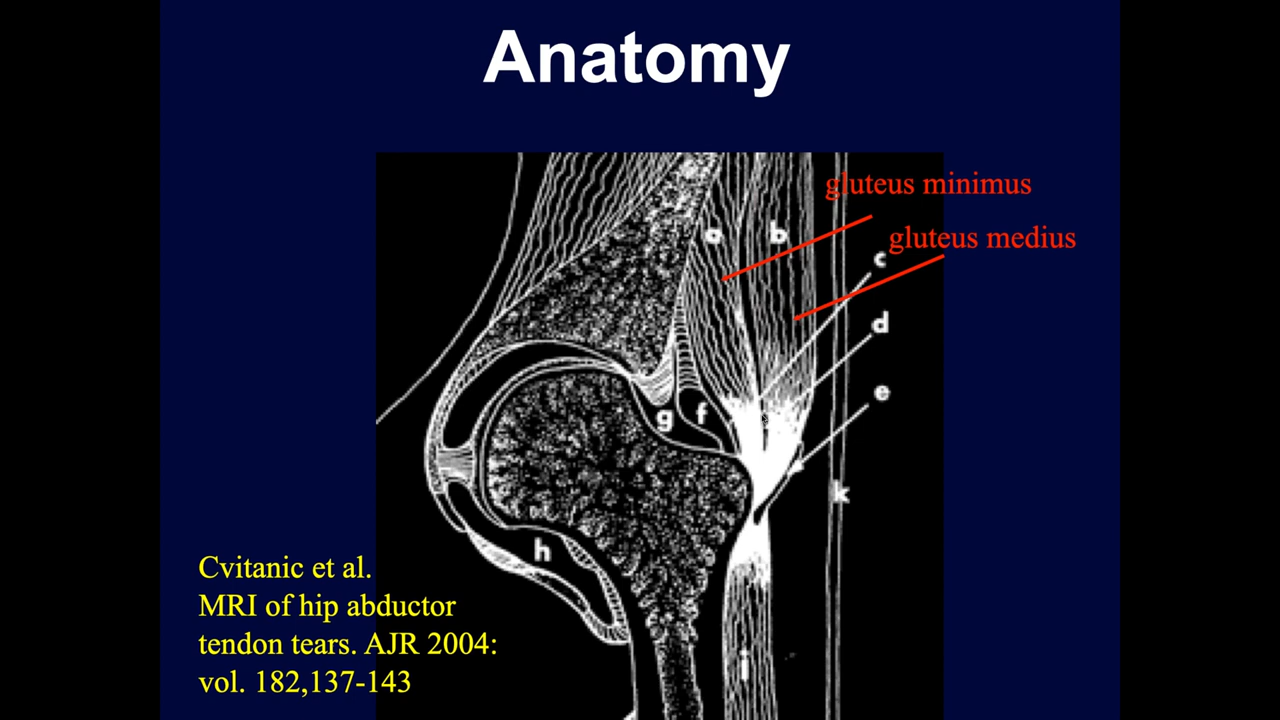 Anatomy
gluteus minimus
a
b
gluteus medius
c
d
e
g
f
k
h
Cvitanic et al.
MRI of hip abductor
tendon tears. AJR 2004:
vol. 182,137-143